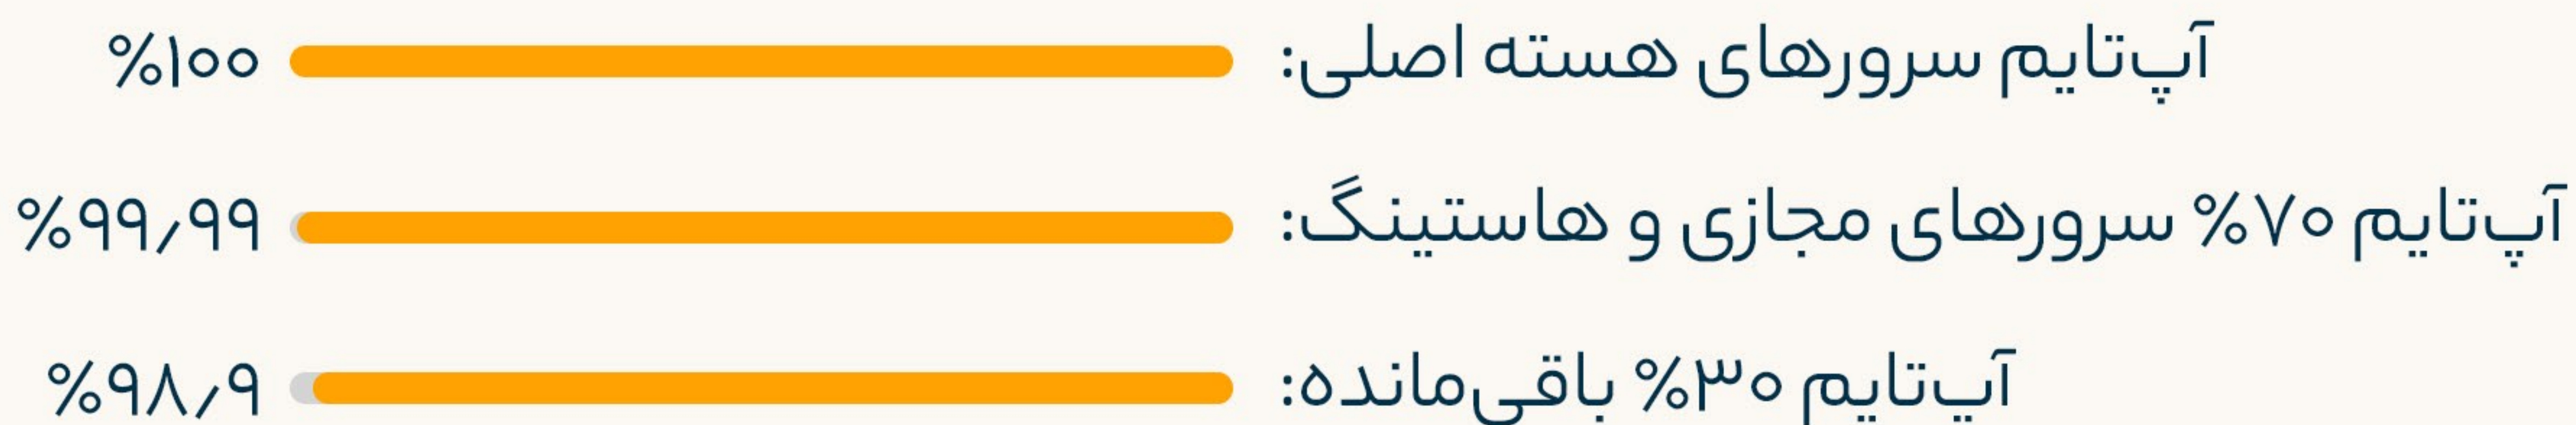 آپ‌تایم سرورهای هسته اصلی: %۱۰۰
آپ‌تایم ۷۰% سرورهای مجازی و هاستینگ: %۹۹٫۹۹
آپ‌تایم ۳۰% باقی‌مانده: %۹۸٫۹